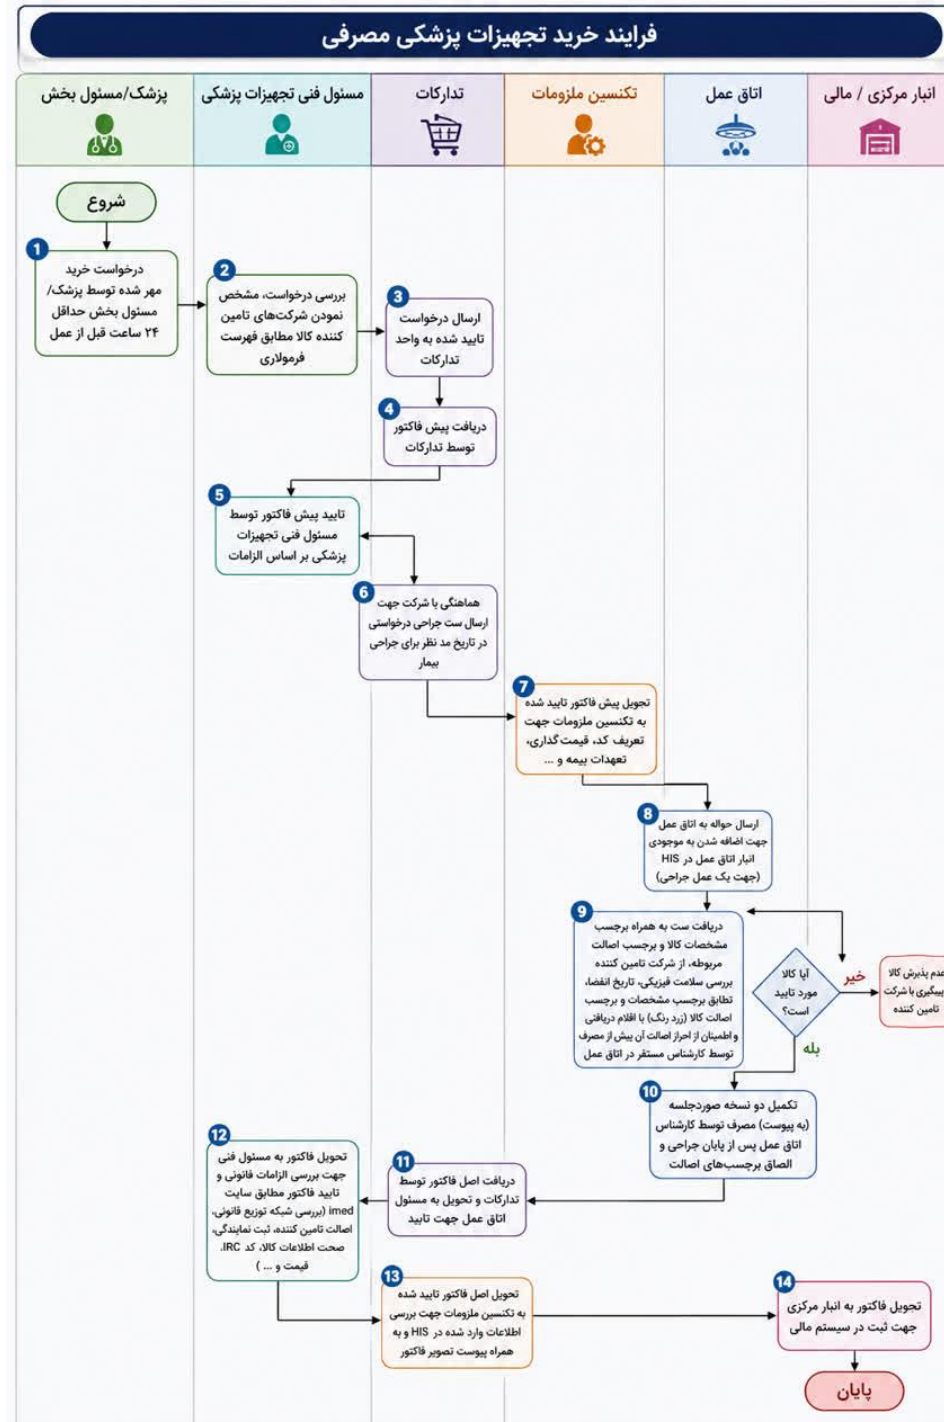 فرایند خرید تجهیزات پزشکی مصرفی
پزشک/مسئول بخش
مسئول فنی تجهیزات پزشکی
تدارکات
تکنسین ملزومات
اتاق عمل
انبار مرکزی / مالی
شروع
1
درخواست خرید
مهر شده توسط پزشک/
مسئول بخش حداقل
۲۴ ساعت قبل از عمل
2
بررسی درخواست، مشخص
نمودن شرکت‌های تامین
کننده کالا مطابق فهرست
فرمولاری
3
ارسال درخواست
تایید شده به واحد
تدارکات
4
دریافت پیش فاکتور
توسط تدارکات
5
تایید پیش فاکتور توسط
مسئول فنی تجهیزات
پزشکی بر اساس الزامات
6
هماهنگی با شرکت جهت
ارسال ست جراحی درخواستی
در تاریخ مد نظر برای جراحی
بیمار
7
تحویل پیش فاکتور تایید شده
به تکنسین ملزومات جهت
تعریف کد، قیمت‌گذاری،
تعهدات بیمه و ...
8
ارسال حواله به اتاق عمل
جهت اضافه شدن به موجودی
انبار اتاق عمل در HIS
(جهت یک عمل جراحی)
9
دریافت ست به همراه برچسب
مشخصات کالا و برچسب اصالت
مربوطه، از شرکت تامین کننده
بررسی سلامت فیزیکی، تاریخ انقضا،
تطابق برچسب مشخصات و برچسب
اصالت کالا (زرد رنگ) با اقلام دریافتی
و اطمینان از احراز اصالت آن پیش از مصرف
توسط کارشناس مستقر در اتاق عمل
آیا کالا
مورد تایید
است؟
خیر
عدم پذیرش کالا
پیگیری با شرکت
تامین کننده
بله
10
تکمیل دو نسخه صوردجلسه
(به پیوست) مصرف توسط کارشناس
اتاق عمل پس از پایان جراحی و
الصاق برچسب‌های اصالت
11
دریافت اصل فاکتور توسط
تدارکات و تحویل به مسئول
اتاق عمل جهت تایید
12
تحویل فاکتور به مسئول فنی
جهت بررسی الزامات قانونی و
تایید فاکتور مطابق سایت
imed (بررسی شبکه توزیع قانونی،
اصالت تامین کننده، ثبت نمایندگی،
صحت اطلاعات کالا، کد IRC،
قیمت و ... )
13
تحویل اصل فاکتور تایید شده
به تکنسین ملزومات جهت بررسی
اطلاعات وارد شده در HIS و به
همراه پیوست تصویر فاکتور
14
تحویل فاکتور به انبار مرکزی
جهت ثبت در سیستم مالی
پایان